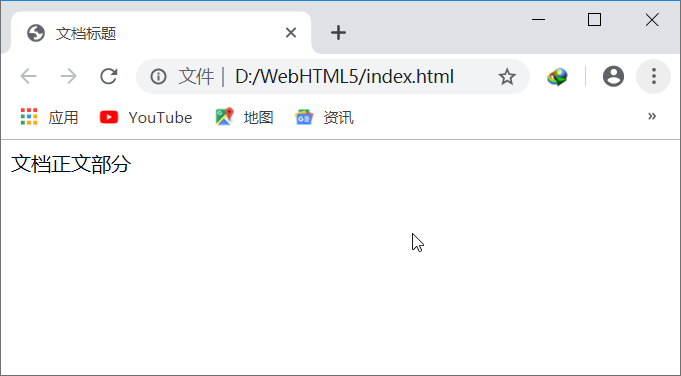 文档标题
文件 | D:/WebHTML5/index.html
应用 YouTube 地图 资讯 »
文档正文部分